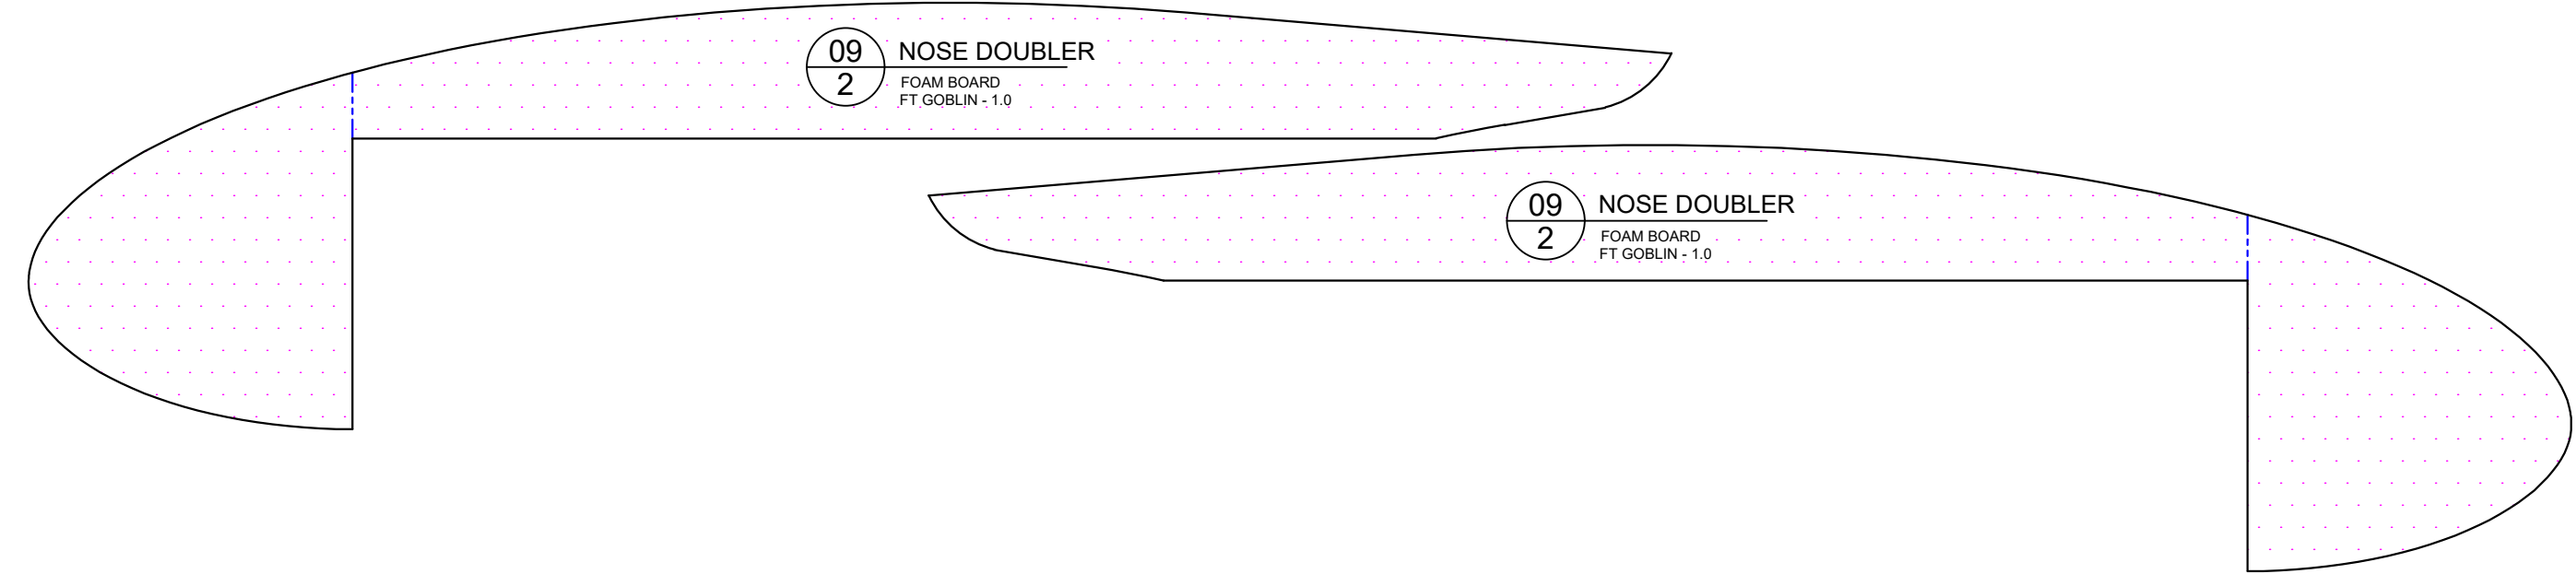 09
2
NOSE DOUBLER
FOAM BOARD
FT GOBLIN - 1.0
09
2
NOSE DOUBLER
FOAM BOARD
FT GOBLIN - 1.0